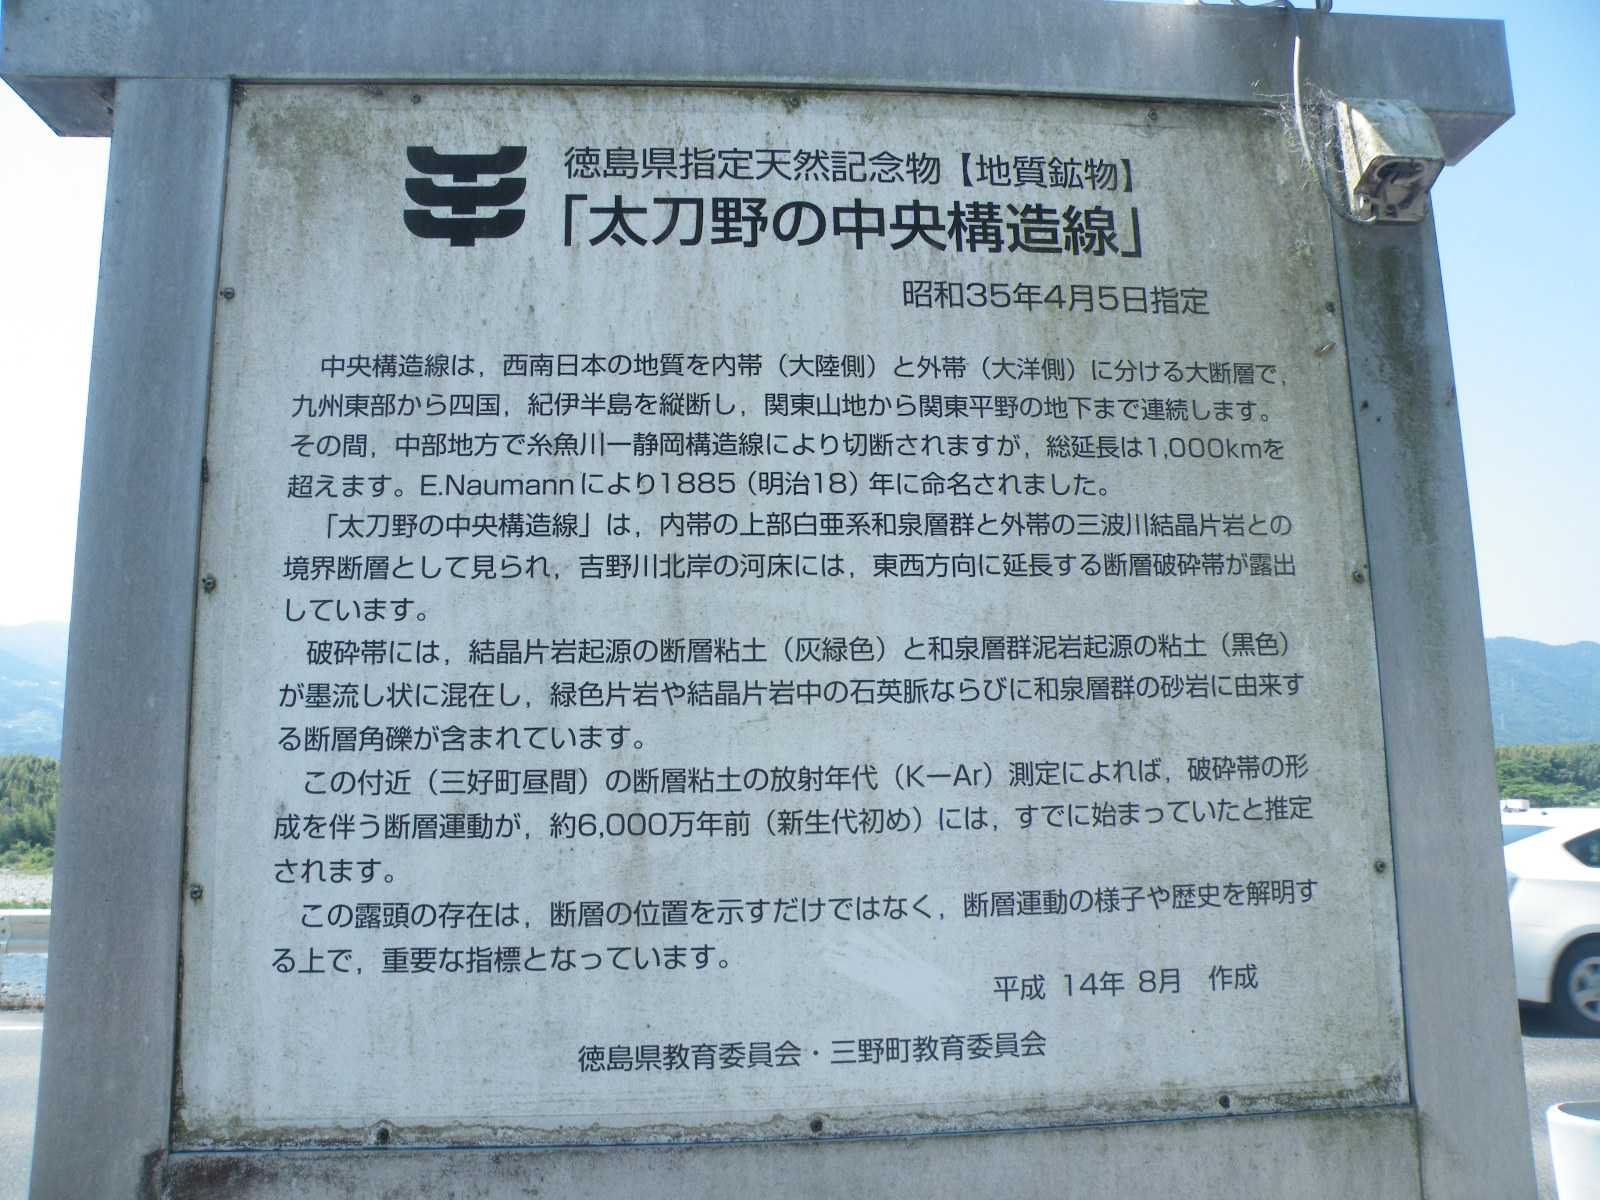 徳島県指定天然記念物【地質鉱物】
「太刀野の中央構造線」
昭和35年4月5日指定
中央構造線は，西南日本の地質を内帯（大陸側）と外帯（大洋側）に分ける大断層で，
九州東部から四国，紀伊半島を縦断し，関東山地から関東平野の地下まで連続します。
その間，中部地方で糸魚川ー静岡構造線により切断されますが，総延長は1,000kmを
超えます。E.Naumannにより1885（明治18）年に命名されました。
「太刀野の中央構造線」は，内帯の上部白亜系和泉層群と外帯の三波川結晶片岩との
境界断層として見られ，吉野川北岸の河床には，東西方向に延長する断層破砕帯が露出
しています。
破砕帯には，結晶片岩起源の断層粘土（灰緑色）と和泉層群泥岩起源の粘土（黒色）
が墨流し状に混在し，緑色片岩や結晶片岩中の石英脈ならびに和泉層群の砂岩に由来す
る断層角礫が含まれています。
この付近（三好町昼間）の断層粘土の放射年代（KーAr）測定によれば，破砕帯の形
成を伴う断層運動が，約6,000万年前（新生代初め）には，すでに始まっていたと推定
されます。
この露頭の存在は，断層の位置を示すだけではなく，断層運動の様子や歴史を解明す
る上で，重要な指標となっています。
平成 14年 8月 作成
徳島県教育委員会・三野町教育委員会